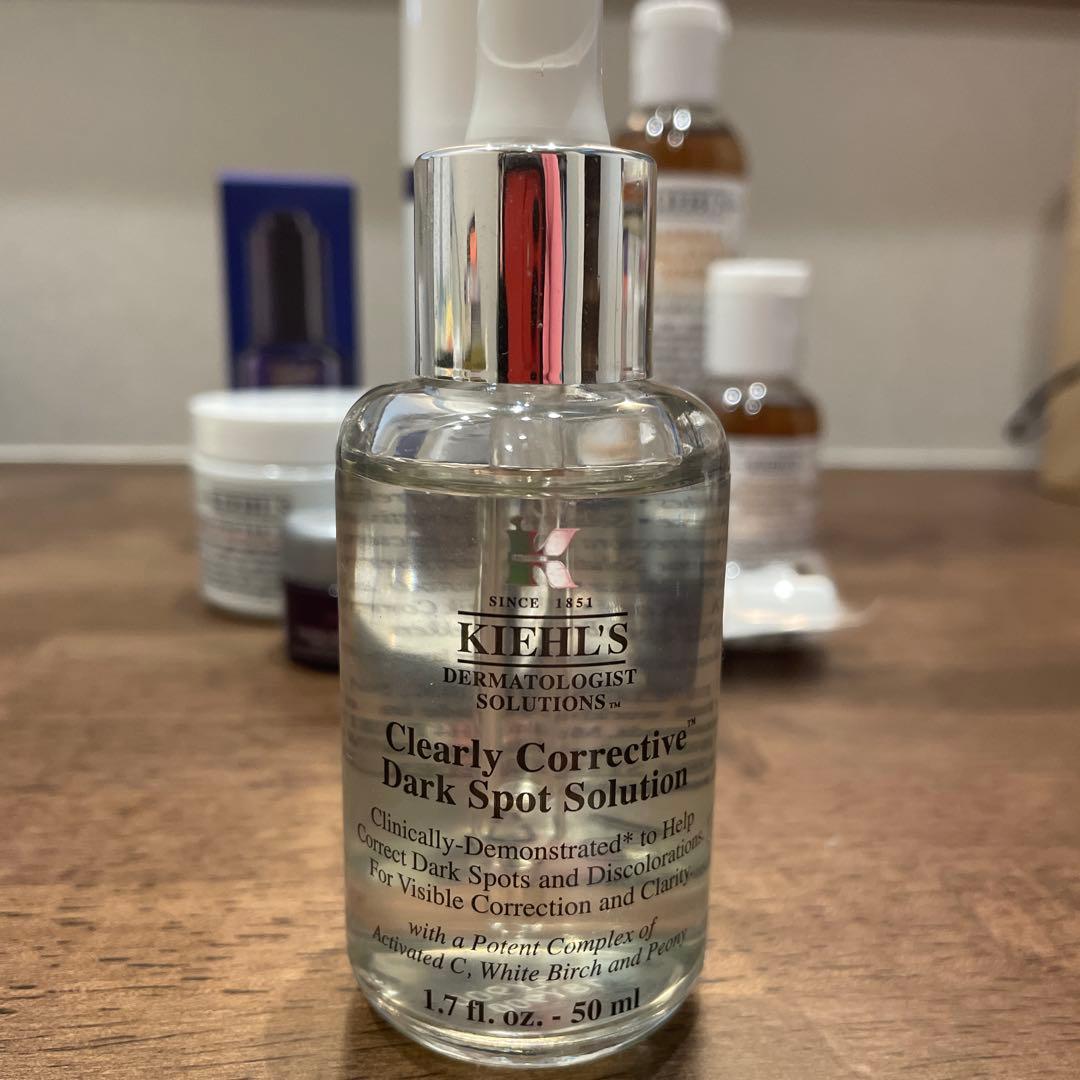 K
SINCE 1851
KIEHL'S
DERMATOLOGIST
SOLUTIONS™
Clearly Corrective™
Dark Spot Solution
Clinically-Demonstrated* to Help
Correct Dark Spots and Discolorations.
For Visible Correction and Clarity.
with a Potent Complex of
Activated C, White Birch and Peony
1.7 fl. oz. - 50 ml
KIEHL'S